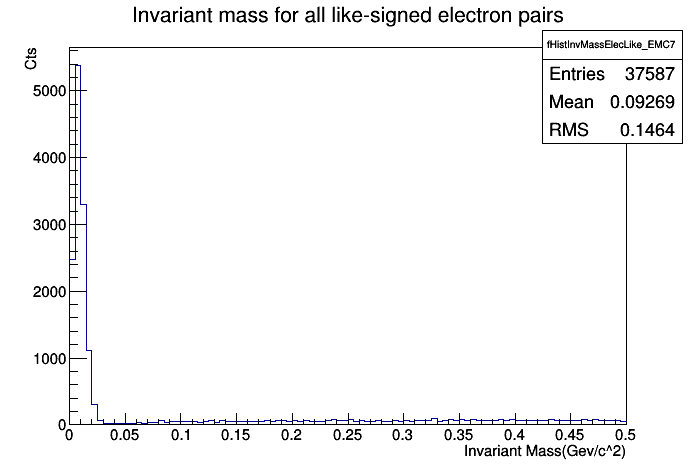 Invariant mass for all like-signed electron pairs
fHistInvMassElecLike_EMC7
Entries 37587
Mean 0.09269
RMS 0.1464
Cts
5000
4000
3000
2000
1000
0
0 0.05 0.1 0.15 0.2 0.25 0.3 0.35 0.4 0.45 0.5
Invariant Mass(Gev/c^2)